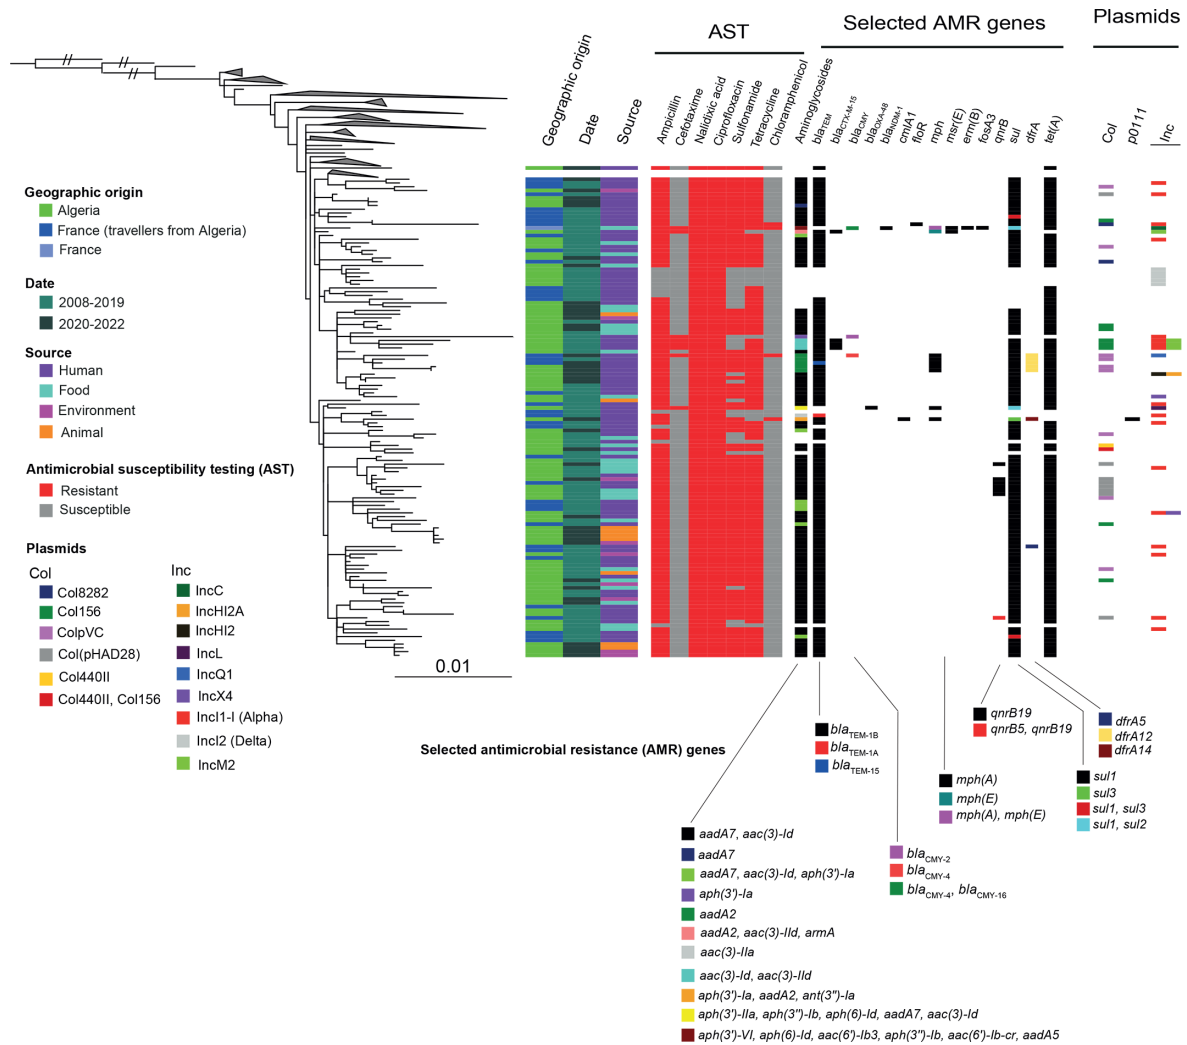 AST
Selected AMR genes
Plasmids
Geographic origin
Date
Source
Ampicillin
Cefotaxime
Nalidixic acid
Ciprofloxacin
Sulfonamide
Tetracycline
Chloramphenicol
Aminoglycosides
blaTEM
blaCTX-M-15
blaCMY
blaOXA-48
blaNDM-1
cmlA1
floR
mph
msr(E)
erm(B)
fosA3
qnrB
sul
dfrA
tet(A)
Col
p0111
Inc
Geographic origin
Algeria
France (travellers from Algeria)
France
Date
2008-2019
2020-2022
Source
Human
Food
Environment
Animal
Antimicrobial susceptibility testing (AST)
Resistant
Susceptible
Plasmids
Col
Col8282
Col156
ColpVC
Col(pHAD28)
Col440II
Col440II, Col156
Inc
IncC
IncHI2A
IncHI2
IncL
IncQ1
IncX4
IncI1-I (Alpha)
IncI2 (Delta)
IncM2
0.01
Selected antimicrobial resistance (AMR) genes
blaTEM-1B
blaTEM-1A
blaTEM-15
qnrB19
qnrB5, qnrB19
dfrA5
dfrA12
dfrA14
mph(A)
mph(E)
mph(A), mph(E)
sul1
sul3
sul1, sul3
sul1, sul2
blaCMY-2
blaCMY-4
blaCMY-4, blaCMY-16
aadA7, aac(3)-Id
aadA7
aadA7, aac(3)-Id, aph(3')-Ia
aph(3')-Ia
aadA2
aadA2, aac(3)-IId, armA
aac(3)-IIa
aac(3)-Id, aac(3)-IId
aph(3')-Ia, aadA2, ant(3'')-Ia
aph(3')-IIa, aph(3'')-Ib, aph(6)-Id, aadA7, aac(3)-Id
aph(3')-VI, aph(6)-Id, aac(6')-Ib3, aph(3'')-Ib, aac(6')-Ib-cr, aadA5